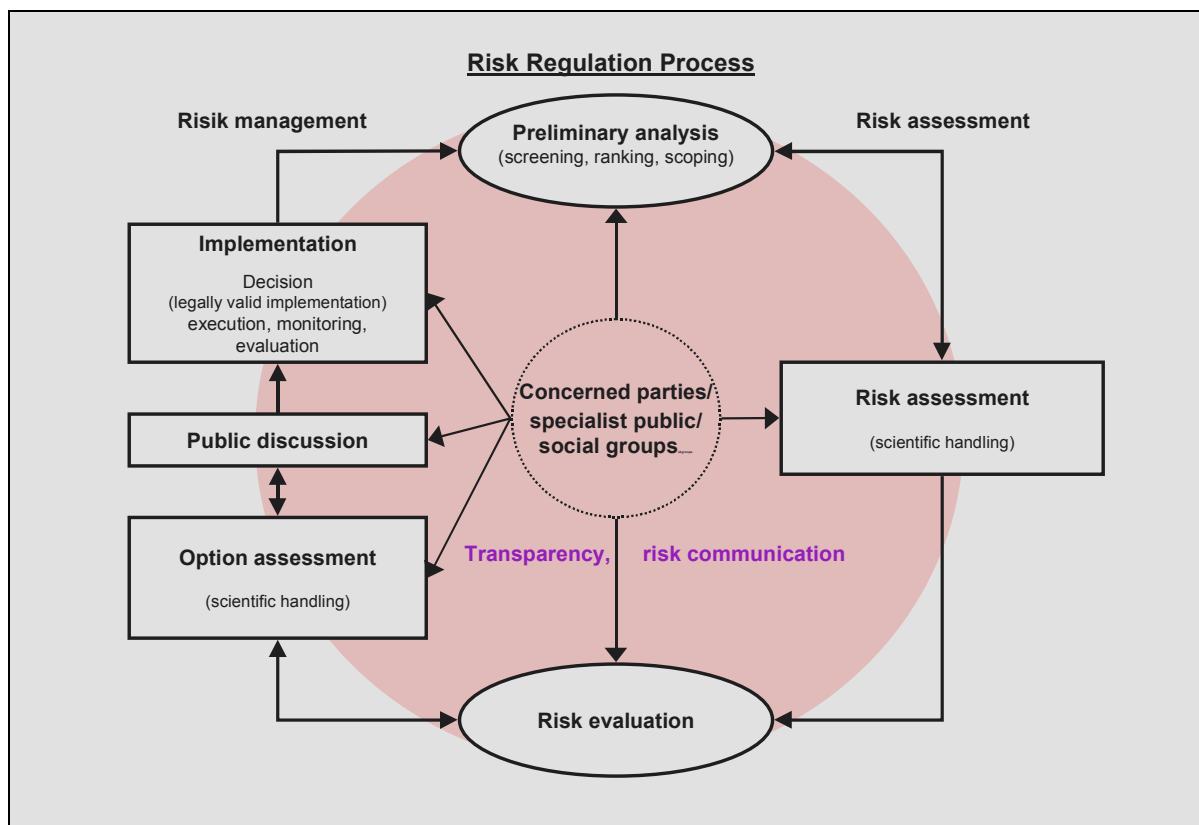 Risk Regulation Process
Risik management
Risk assessment
Preliminary analysis
(screening, ranking, scoping)
Implementation
Decision
(legally valid implementation)
execution, monitoring,
evaluation
Concerned parties/
specialist public/
social groups
Risk assessment
(scientific handling)
Public discussion
Option assessment
(scientific handling)
Transparency, risk communication
Risk evaluation